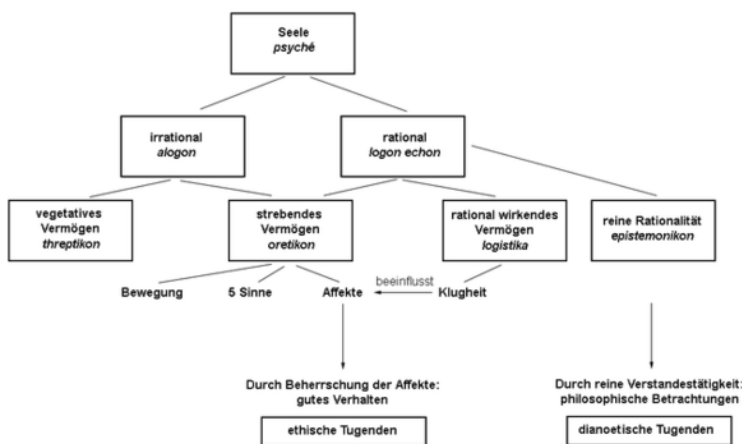 Seele
psyché
irrational
alogon
rational
logon echon
vegetatives
Vermögen
threptikon
strebendes
Vermögen
oretikon
rational wirkendes
Vermögen
logistika
reine Rationalität
epistemonikon
Bewegung
5 Sinne
Affekte
beeinflusst
Klugheit
Durch Beherrschung der Affekte:
gutes Verhalten
ethische Tugenden
Durch reine Verstandestätigkeit:
philosophische Betrachtungen
dianoetische Tugenden